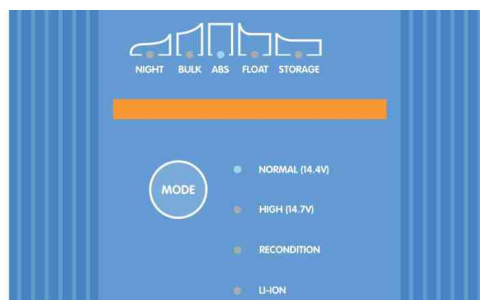 NIGHT BULK ABS FLOAT STORAGE
MODE
NORMAL (14.4V)
HIGH (14.7V)
RECONDITION
LI-ION